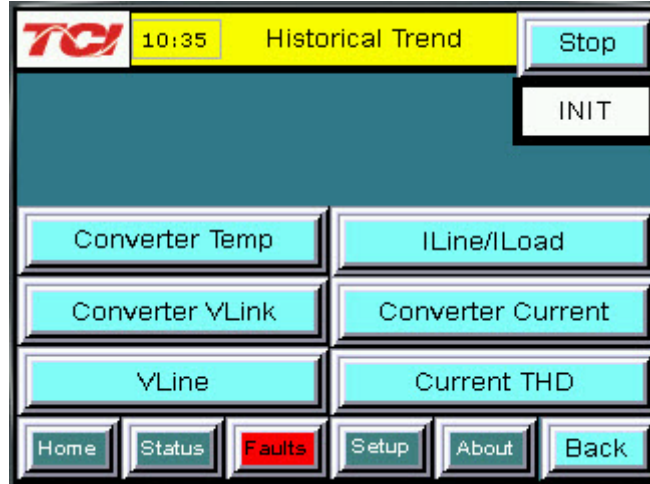 TCI 10:35 Historical Trend Stop
INIT
Converter Temp ILine/ILoad
Converter VLink Converter Current
VLine Current THD
Home Status Faults Setup About Back